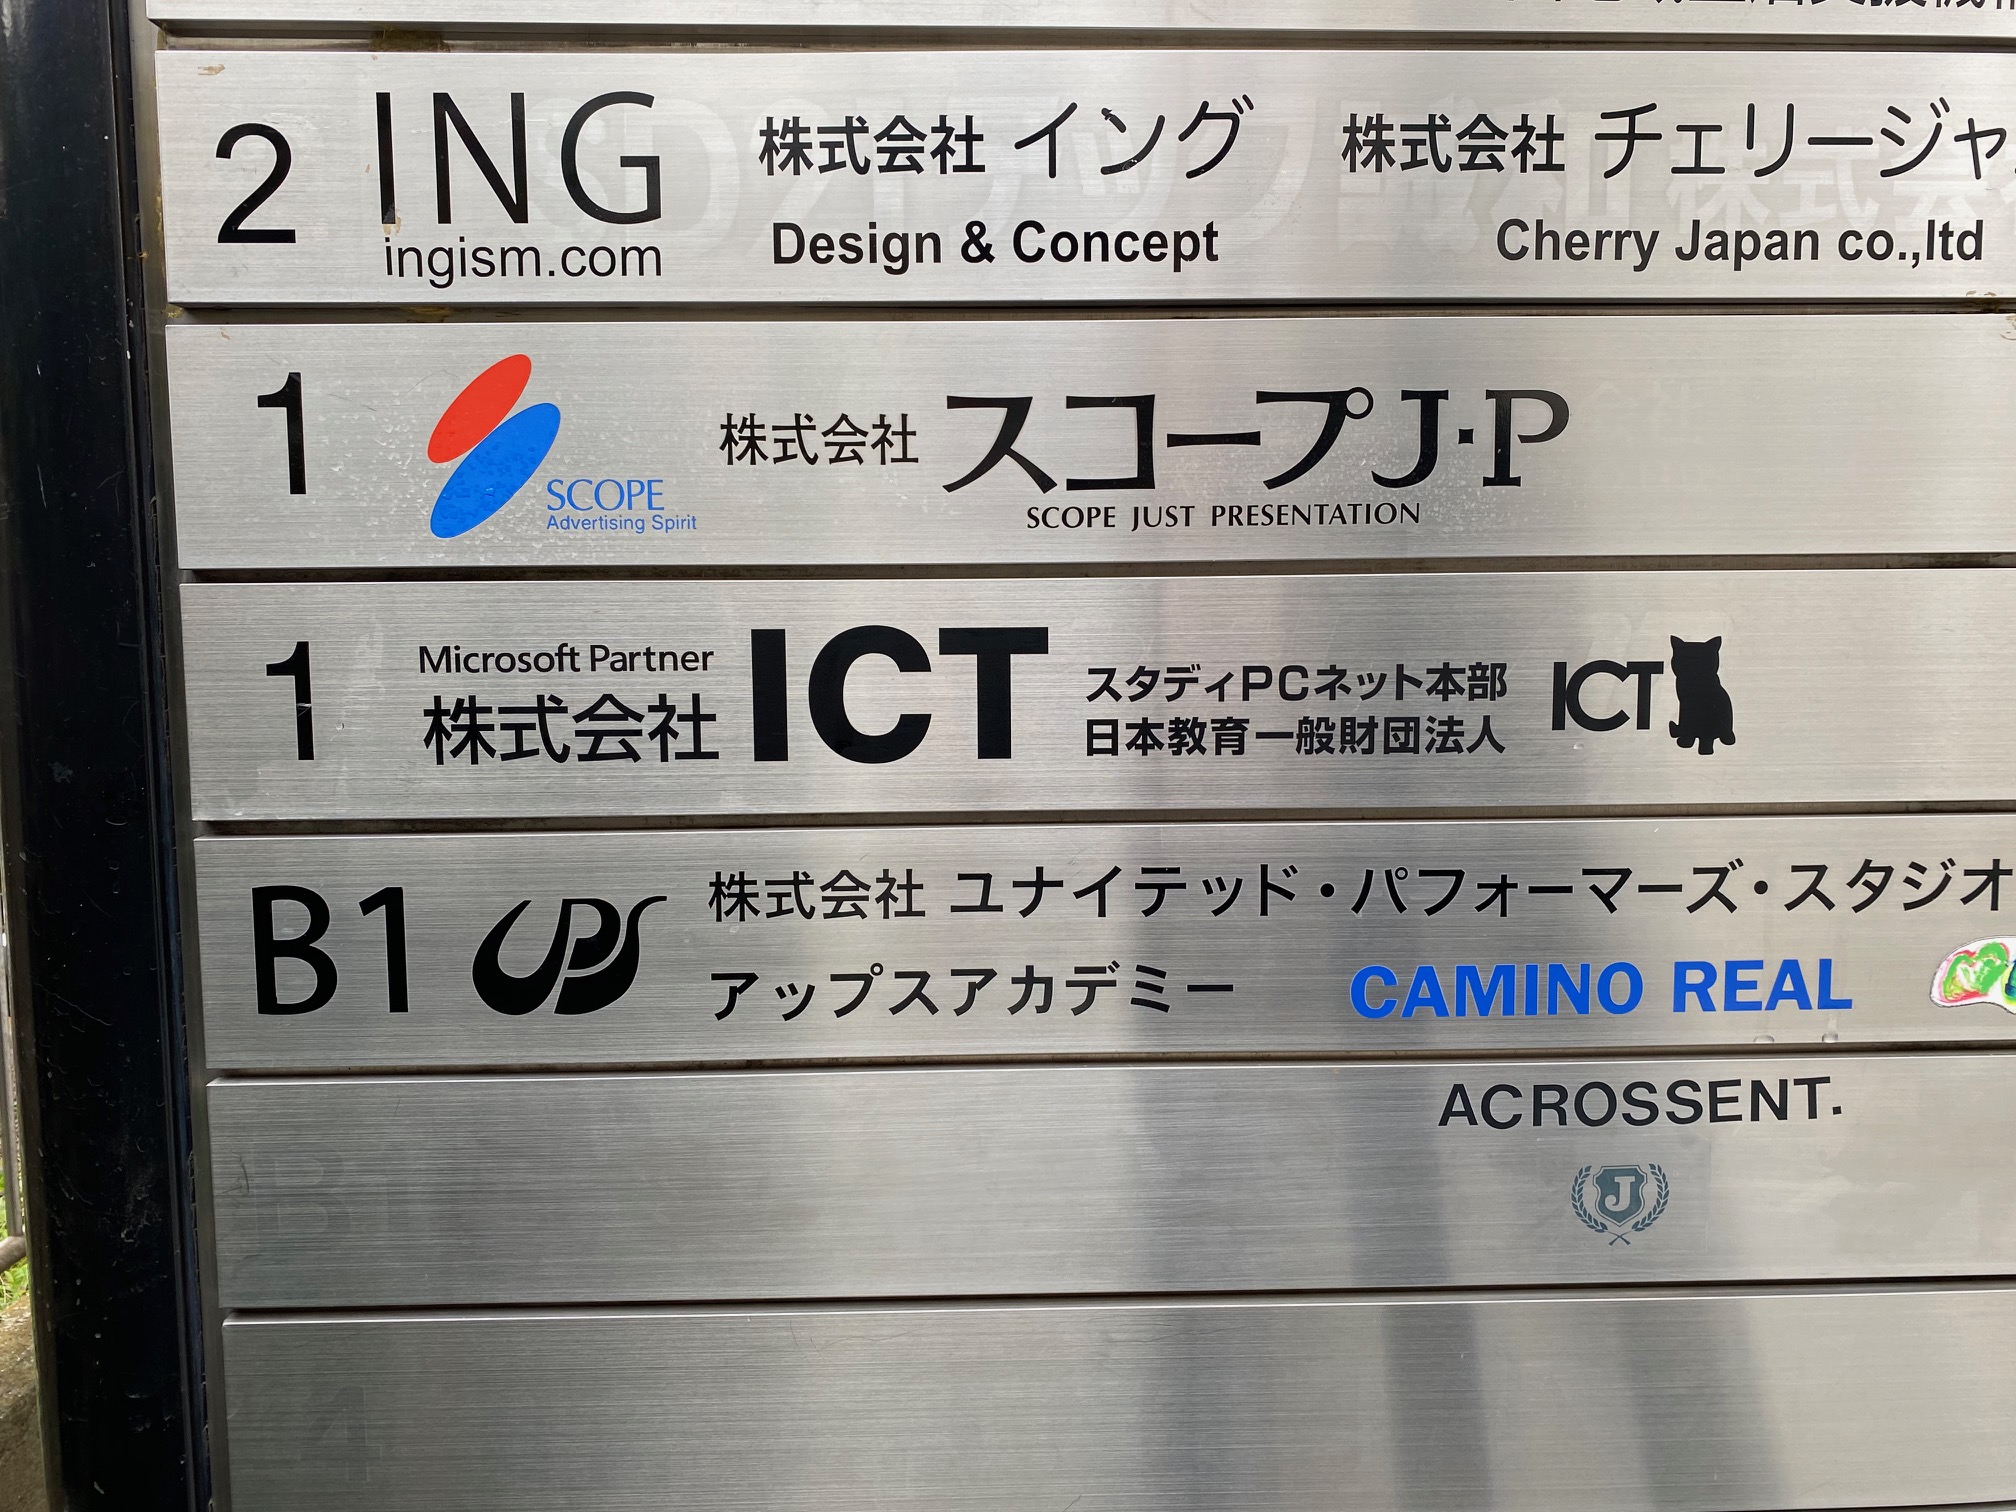 2 ING 株式会社 イング 株式会社 チェリージャ
ingism.com Design & Concept Cherry Japan co.,ltd
1 SCOPE 株式会社 スコープJ・P
Advertising Spirit SCOPE JUST PRESENTATION
1 Microsoft Partner ICT スタディPCネット本部 ICT
株式会社 日本教育一般財団法人
B1 UPS 株式会社 ユナイテッド・パフォーマーズ・スタジオ
アップスアカデミー CAMINO REAL
ACROSSENT.
J